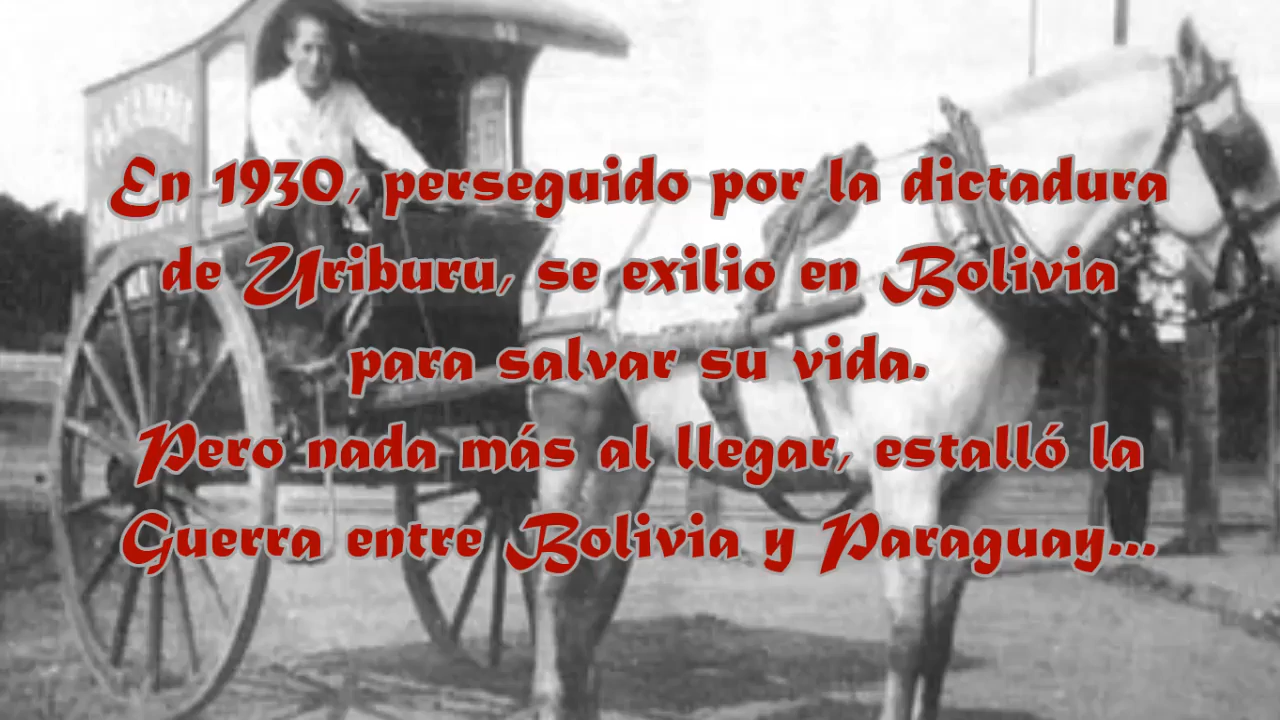 En 1930, perseguido por la dictadura
de Uriburu, se exilio en Bolivia
para salvar su vida.
Pero nada más al llegar, estalló la
Guerra entre Bolivia y Paraguay...